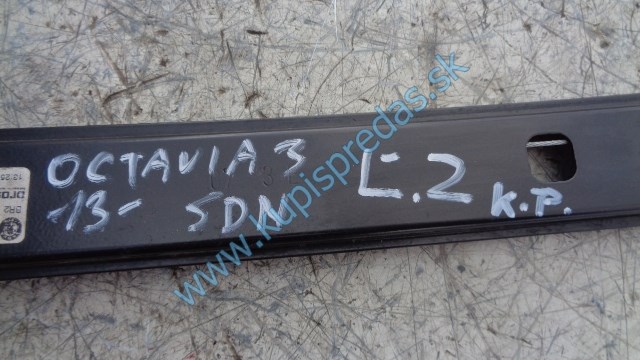 OCTAVIA 3
13- SDN
Ľ.2
K.P.
www.kupispredas.sk